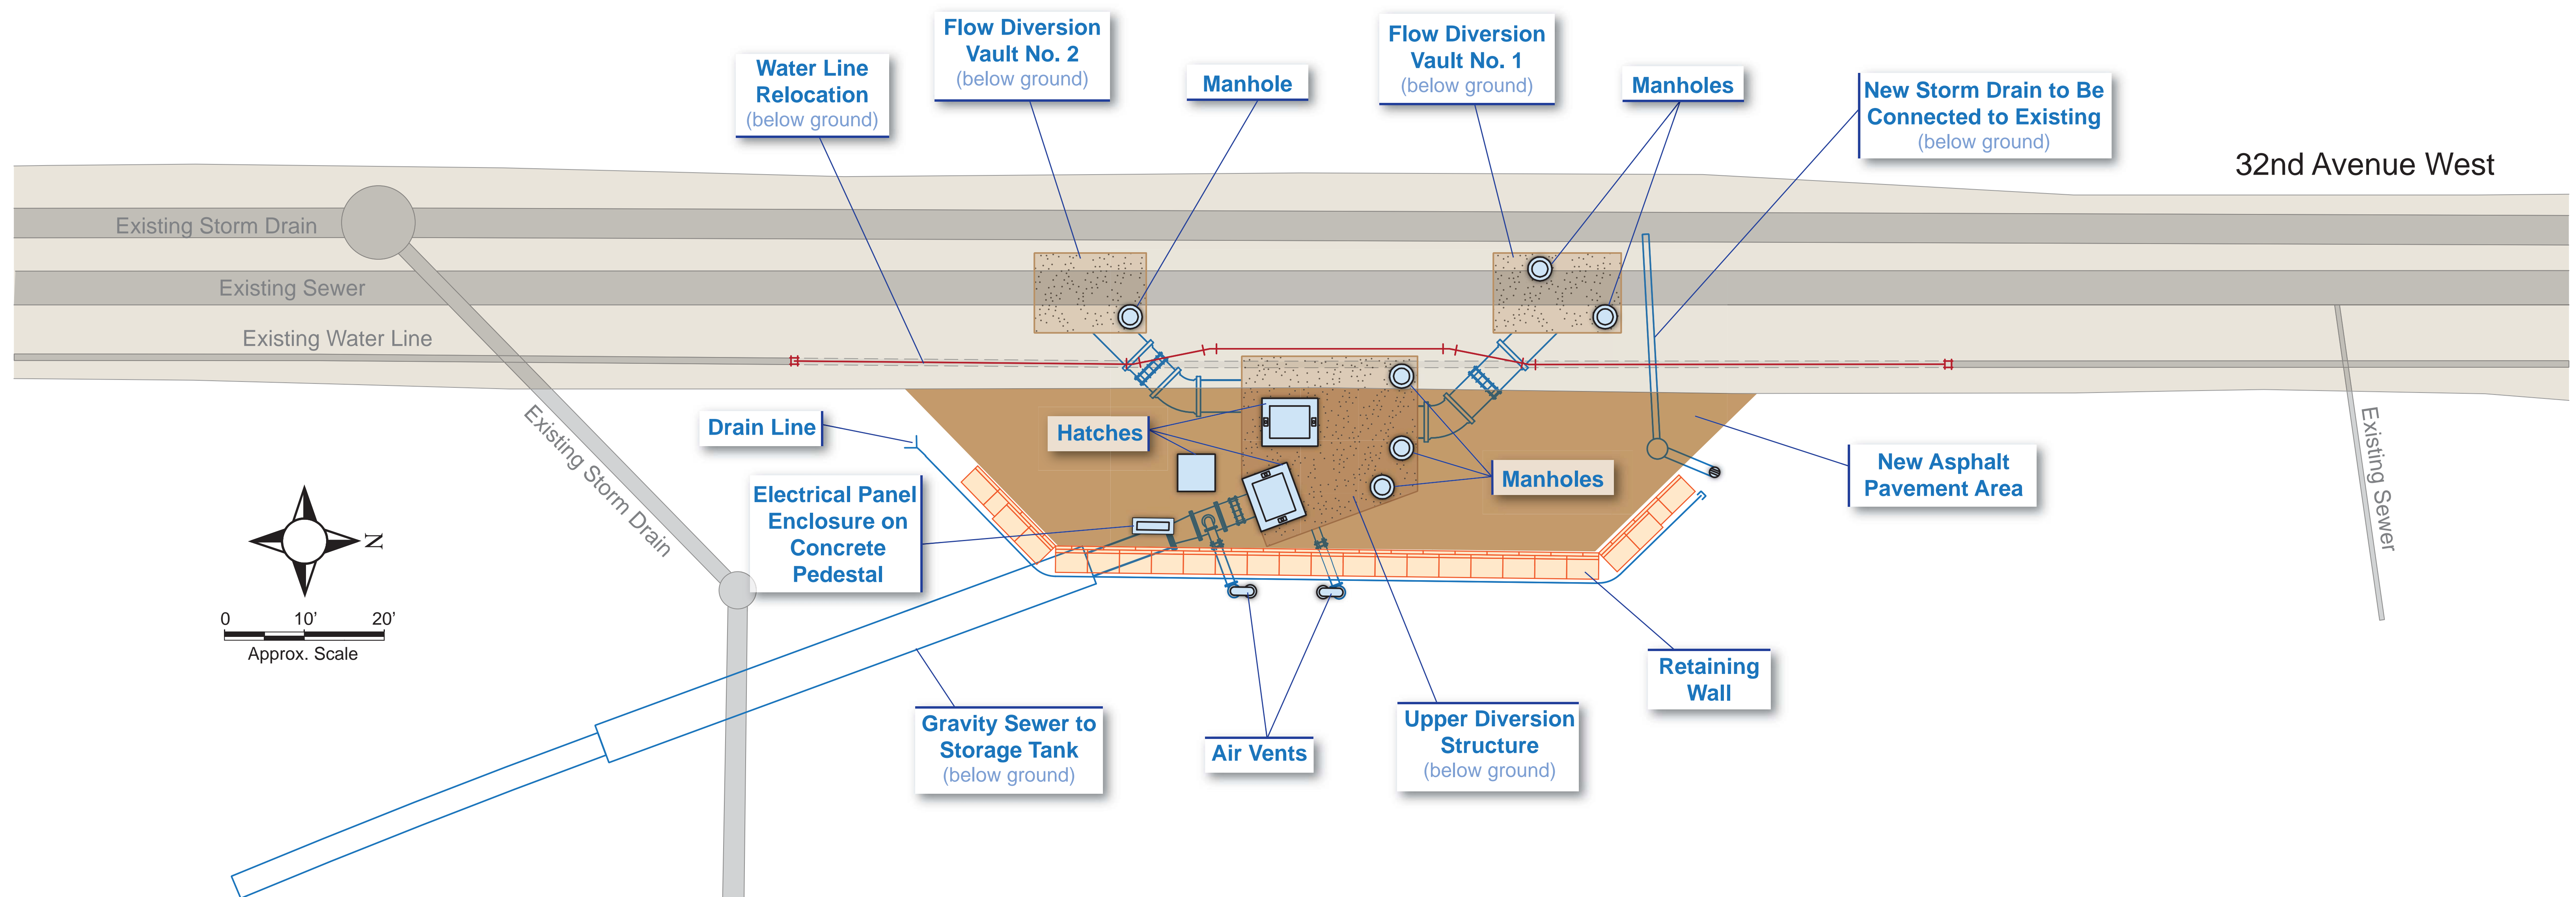 Flow Diversion
Vault No. 2
(below ground)
Flow Diversion
Vault No. 1
(below ground)
Water Line
Relocation
(below ground)
Manhole
Manholes
New Storm Drain to Be
Connected to Existing
(below ground)
32nd Avenue West
Existing Storm Drain
Existing Sewer
Existing Water Line
Existing Storm Drain
Drain Line
Hatches
Manholes
New Asphalt
Pavement Area
Existing Sewer
Electrical Panel
Enclosure on
Concrete
Pedestal
N
0 10' 20'
Approx. Scale
Retaining
Wall
Gravity Sewer to
Storage Tank
(below ground)
Air Vents
Upper Diversion
Structure
(below ground)